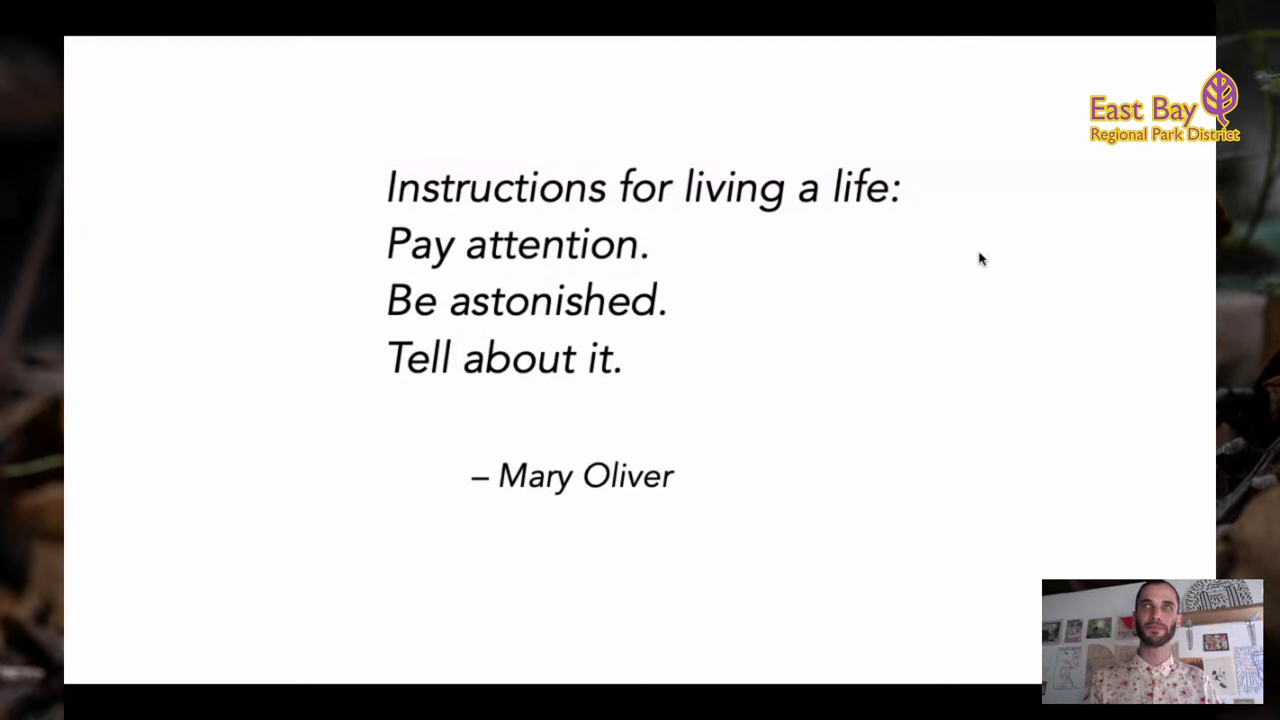 East Bay
Regional Park District
Instructions for living a life:
Pay attention.
Be astonished.
Tell about it.
– Mary Oliver